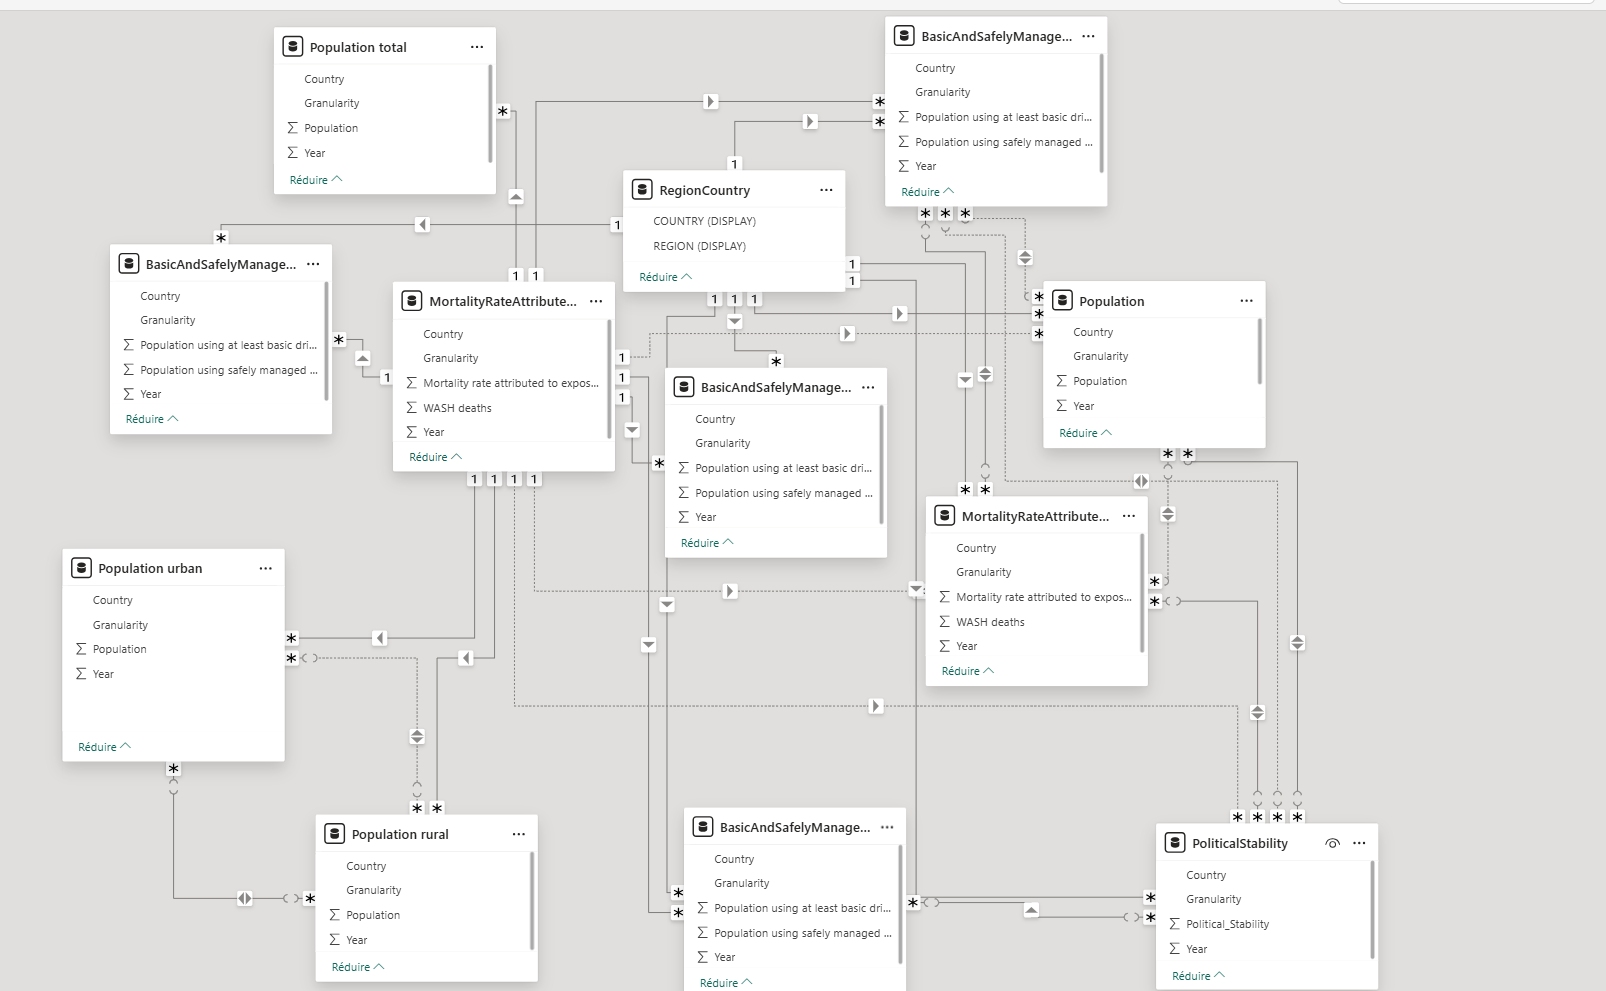 Population total
Country
Granularity
Population
Year
Réduire
BasicAndSafelyManage...
Country
Granularity
Population using at least basic dri...
Population using safely managed ...
Year
Réduire
RegionCountry
COUNTRY (DISPLAY)
REGION (DISPLAY)
Réduire
BasicAndSafelyManage...
Country
Granularity
Population using at least basic dri...
Population using safely managed ...
Year
Réduire
MortalityRateAttribute...
Country
Granularity
Mortality rate attributed to expos...
WASH deaths
Year
Réduire
Population
Country
Granularity
Population
Year
Réduire
BasicAndSafelyManage...
Country
Granularity
Population using at least basic dri...
Population using safely managed ...
Year
Réduire
MortalityRateAttribute...
Country
Granularity
Mortality rate attributed to expos...
WASH deaths
Year
Réduire
Population urban
Country
Granularity
Population
Year
Réduire
Population rural
Country
Granularity
Population
Year
Réduire
BasicAndSafelyManage...
Country
Granularity
Population using at least basic dri...
Population using safely managed ...
Year
Réduire
PoliticalStability
Country
Granularity
Political_Stability
Year
Réduire